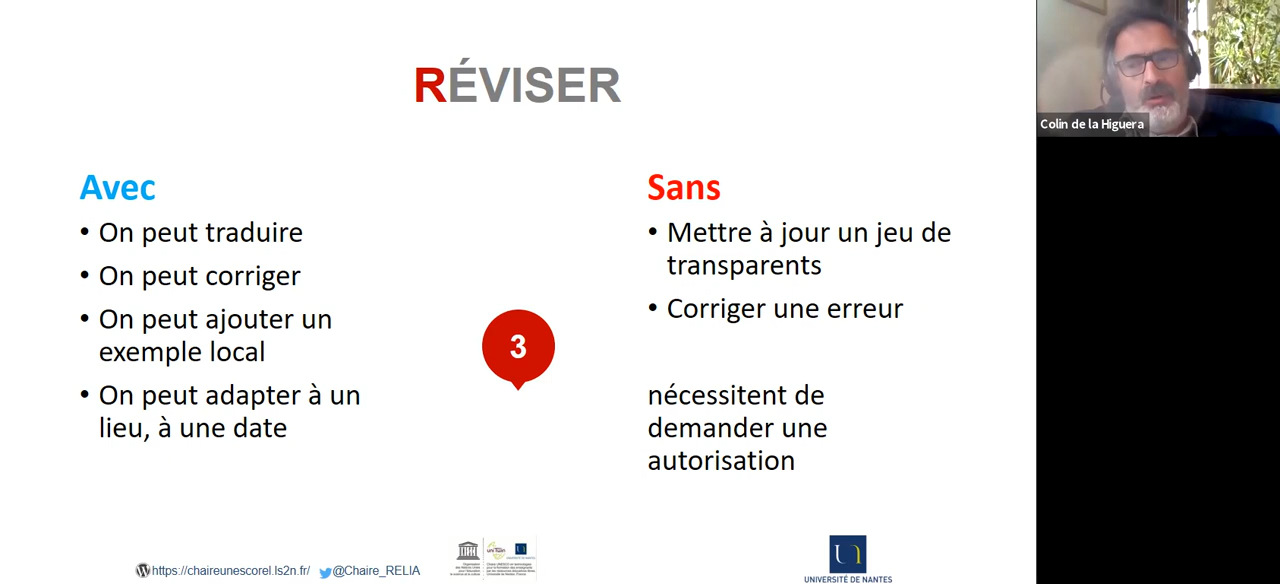 RÉVISER
Avec
• On peut traduire
• On peut corriger
• On peut ajouter un
exemple local
• On peut adapter à un
lieu, à une date
3
Sans
• Mettre à jour un jeu de
transparents
• Corriger une erreur
nécessitent de
demander une
autorisation
https://chaireunescorel.ls2n.fr/
@Chaire_RELIA
UNIVERSITÉ DE NANTES
Colin de la Higuera